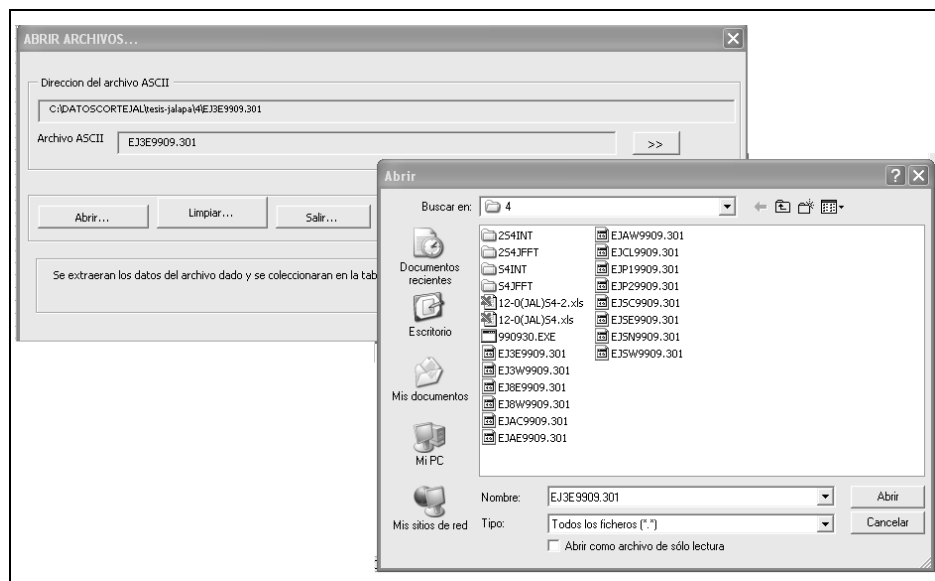 ABRIR ARCHIVOS...
Direccion del archivo ASCII
C:\DATOSCORTEJAL\tesis-jalapa\4\EJ3E9909.301
Archivo ASCII EJ3E9909.301 >>
Abrir... Limpiar... Salir...
Se extraeran los datos del archivo dado y se coleccionaran en la tab
Abrir
Buscar en: 4
Documentos recientes
Escritorio
Mis documentos
Mi PC
Mis sitios de red
2S4INT
2S4JFFT
S4INT
S4JFFT
12-0(JAL)S4-2.xls
12-0(JAL)S4.xls
990930.EXE
EJ3E9909.301
EJ3W9909.301
EJ8E9909.301
EJ8W9909.301
EJAC9909.301
EJAE9909.301
EJAW9909.301
EJCL9909.301
EJP19909.301
EJP29909.301
EJSC9909.301
EJSE9909.301
EJSN9909.301
EJSW9909.301
Nombre: EJ3E9909.301 Abrir
Tipo: Todos los ficheros (*.*) Cancelar
Abrir como archivo de sólo lectura